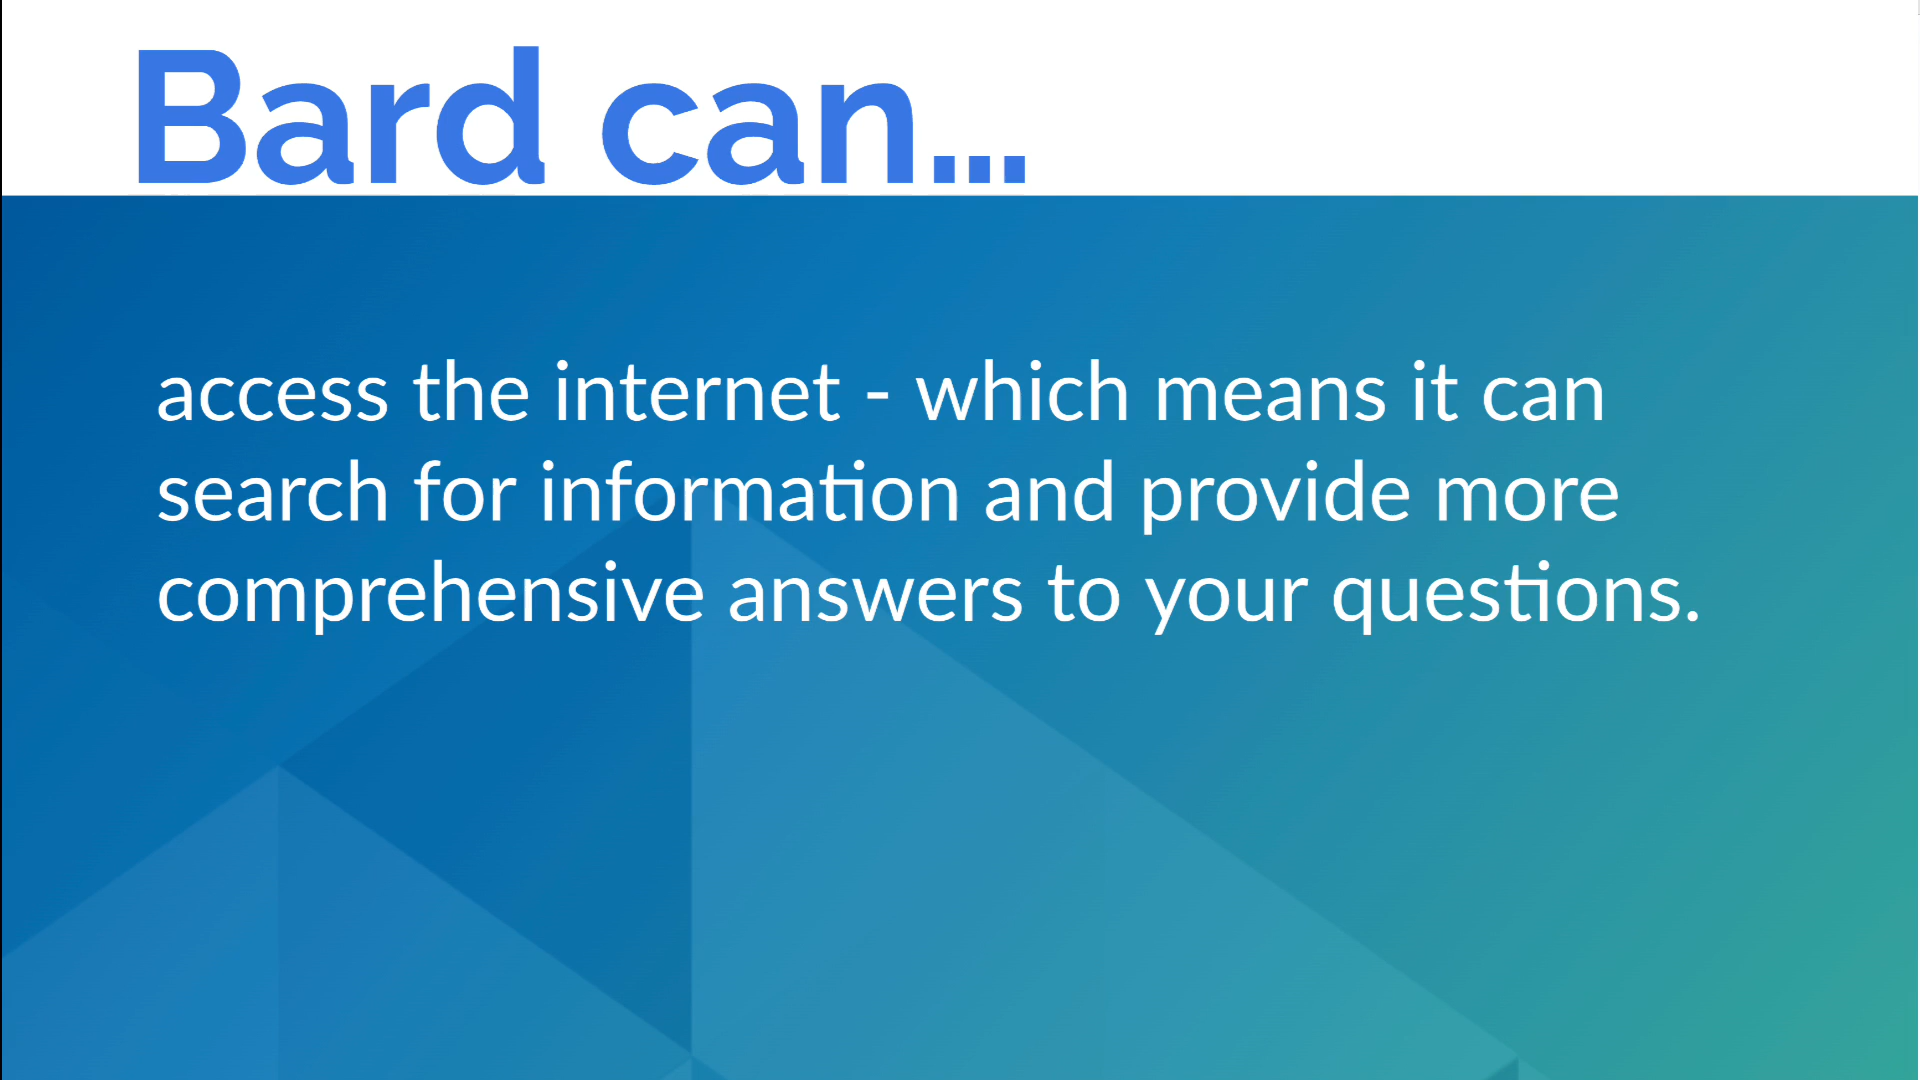 Bard can...
access the internet - which means it can
search for information and provide more
comprehensive answers to your questions.